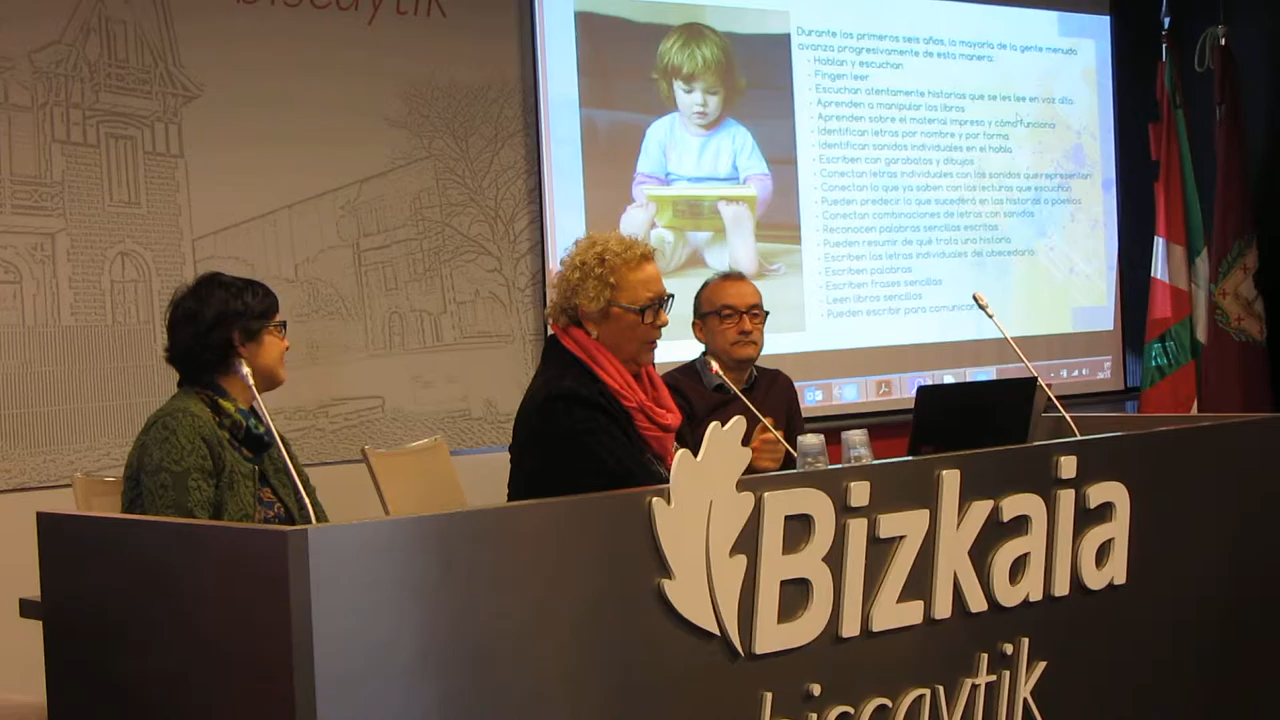 biscaytik
Durante los primeros seis años, la mayoría de la gente menuda
avanza progresivamente de esta manera:
- Hablan y escuchan
- Fingen leer
- Escuchan atentamente historias que se les lee en voz alta.
- Aprenden a manipular los libros
- Aprenden sobre el material impreso y cómo funciona
- Identifican letras por nombre y por forma
- Identifican sonidos individuales en el habla
- Escriben con garabatos y dibujos
- Conectan letras individuales con los sonidos que representan
- Conectan lo que ya saben con las lecturas que escuchan
- Pueden predecir lo que sucederá en las historias o poesías
- Conectan combinaciones de letras con sonidos
- Reconocen palabras sencillas escritas
- Pueden resumir de qué trata una historia
- Escriben las letras individuales del abecedario
- Escriben palabras
- Escriben frases sencillas
- Leen libros sencillos
- Pueden escribir para comunicar
Bizkaia
biscaytik